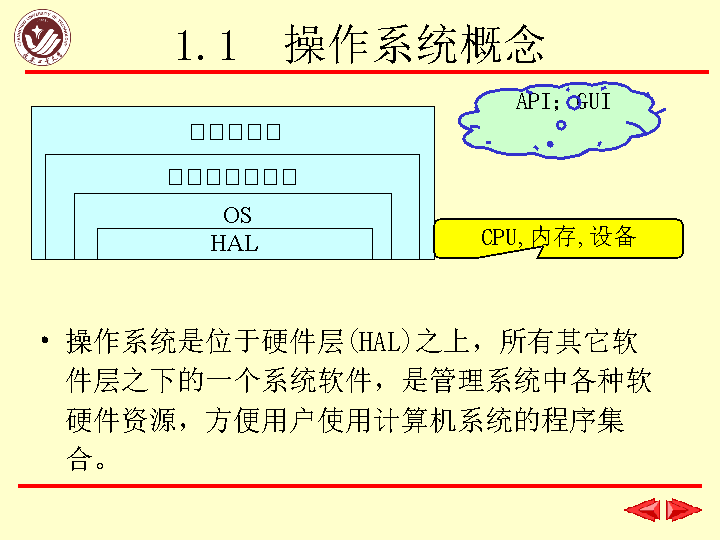 1.1 操作系统概念
API；GUI
□□□□□
□□□□□□□
OS
HAL
CPU,内存,设备
• 操作系统是位于硬件层(HAL)之上，所有其它软
件层之下的一个系统软件，是管理系统中各种软
硬件资源，方便用户使用计算机系统的程序集
合。